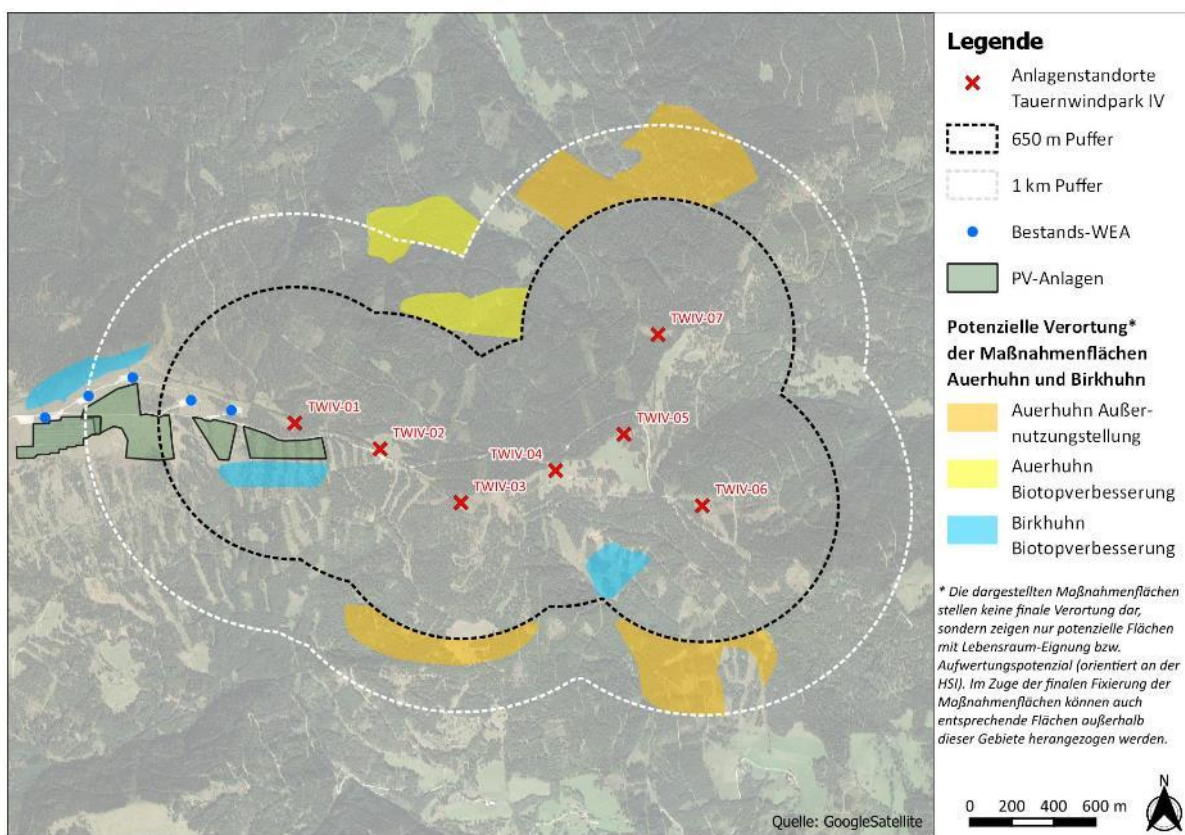 TWIV-07
TWIV-01
TWIV-05
TWIV-02
TWIV-04
TWIV-03
TWIV-06
Quelle: GoogleSatellite
Legende
Anlagenstandorte
Tauernwindpark IV
650 m Puffer
1 km Puffer
Bestands-WEA
PV-Anlagen
Potenzielle Verortung*
der Maßnahmenflächen
Auerhuhn und Birkhuhn
Auerhuhn Außer-
nutzungstellung
Auerhuhn
Biotopverbesserung
Birkhuhn
Biotopverbesserung
* Die dargestellten Maßnahmenflächen
stellen keine finale Verortung dar,
sondern zeigen nur potenzielle Flächen
mit Lebensraum-Eignung bzw.
Aufwertungspotenzial (orientiert an der
HSI). Im Zuge der finalen Fixierung der
Maßnahmenflächen können auch
entsprechende Flächen außerhalb
dieser Gebiete herangezogen werden.
N
0 200 400 600 m